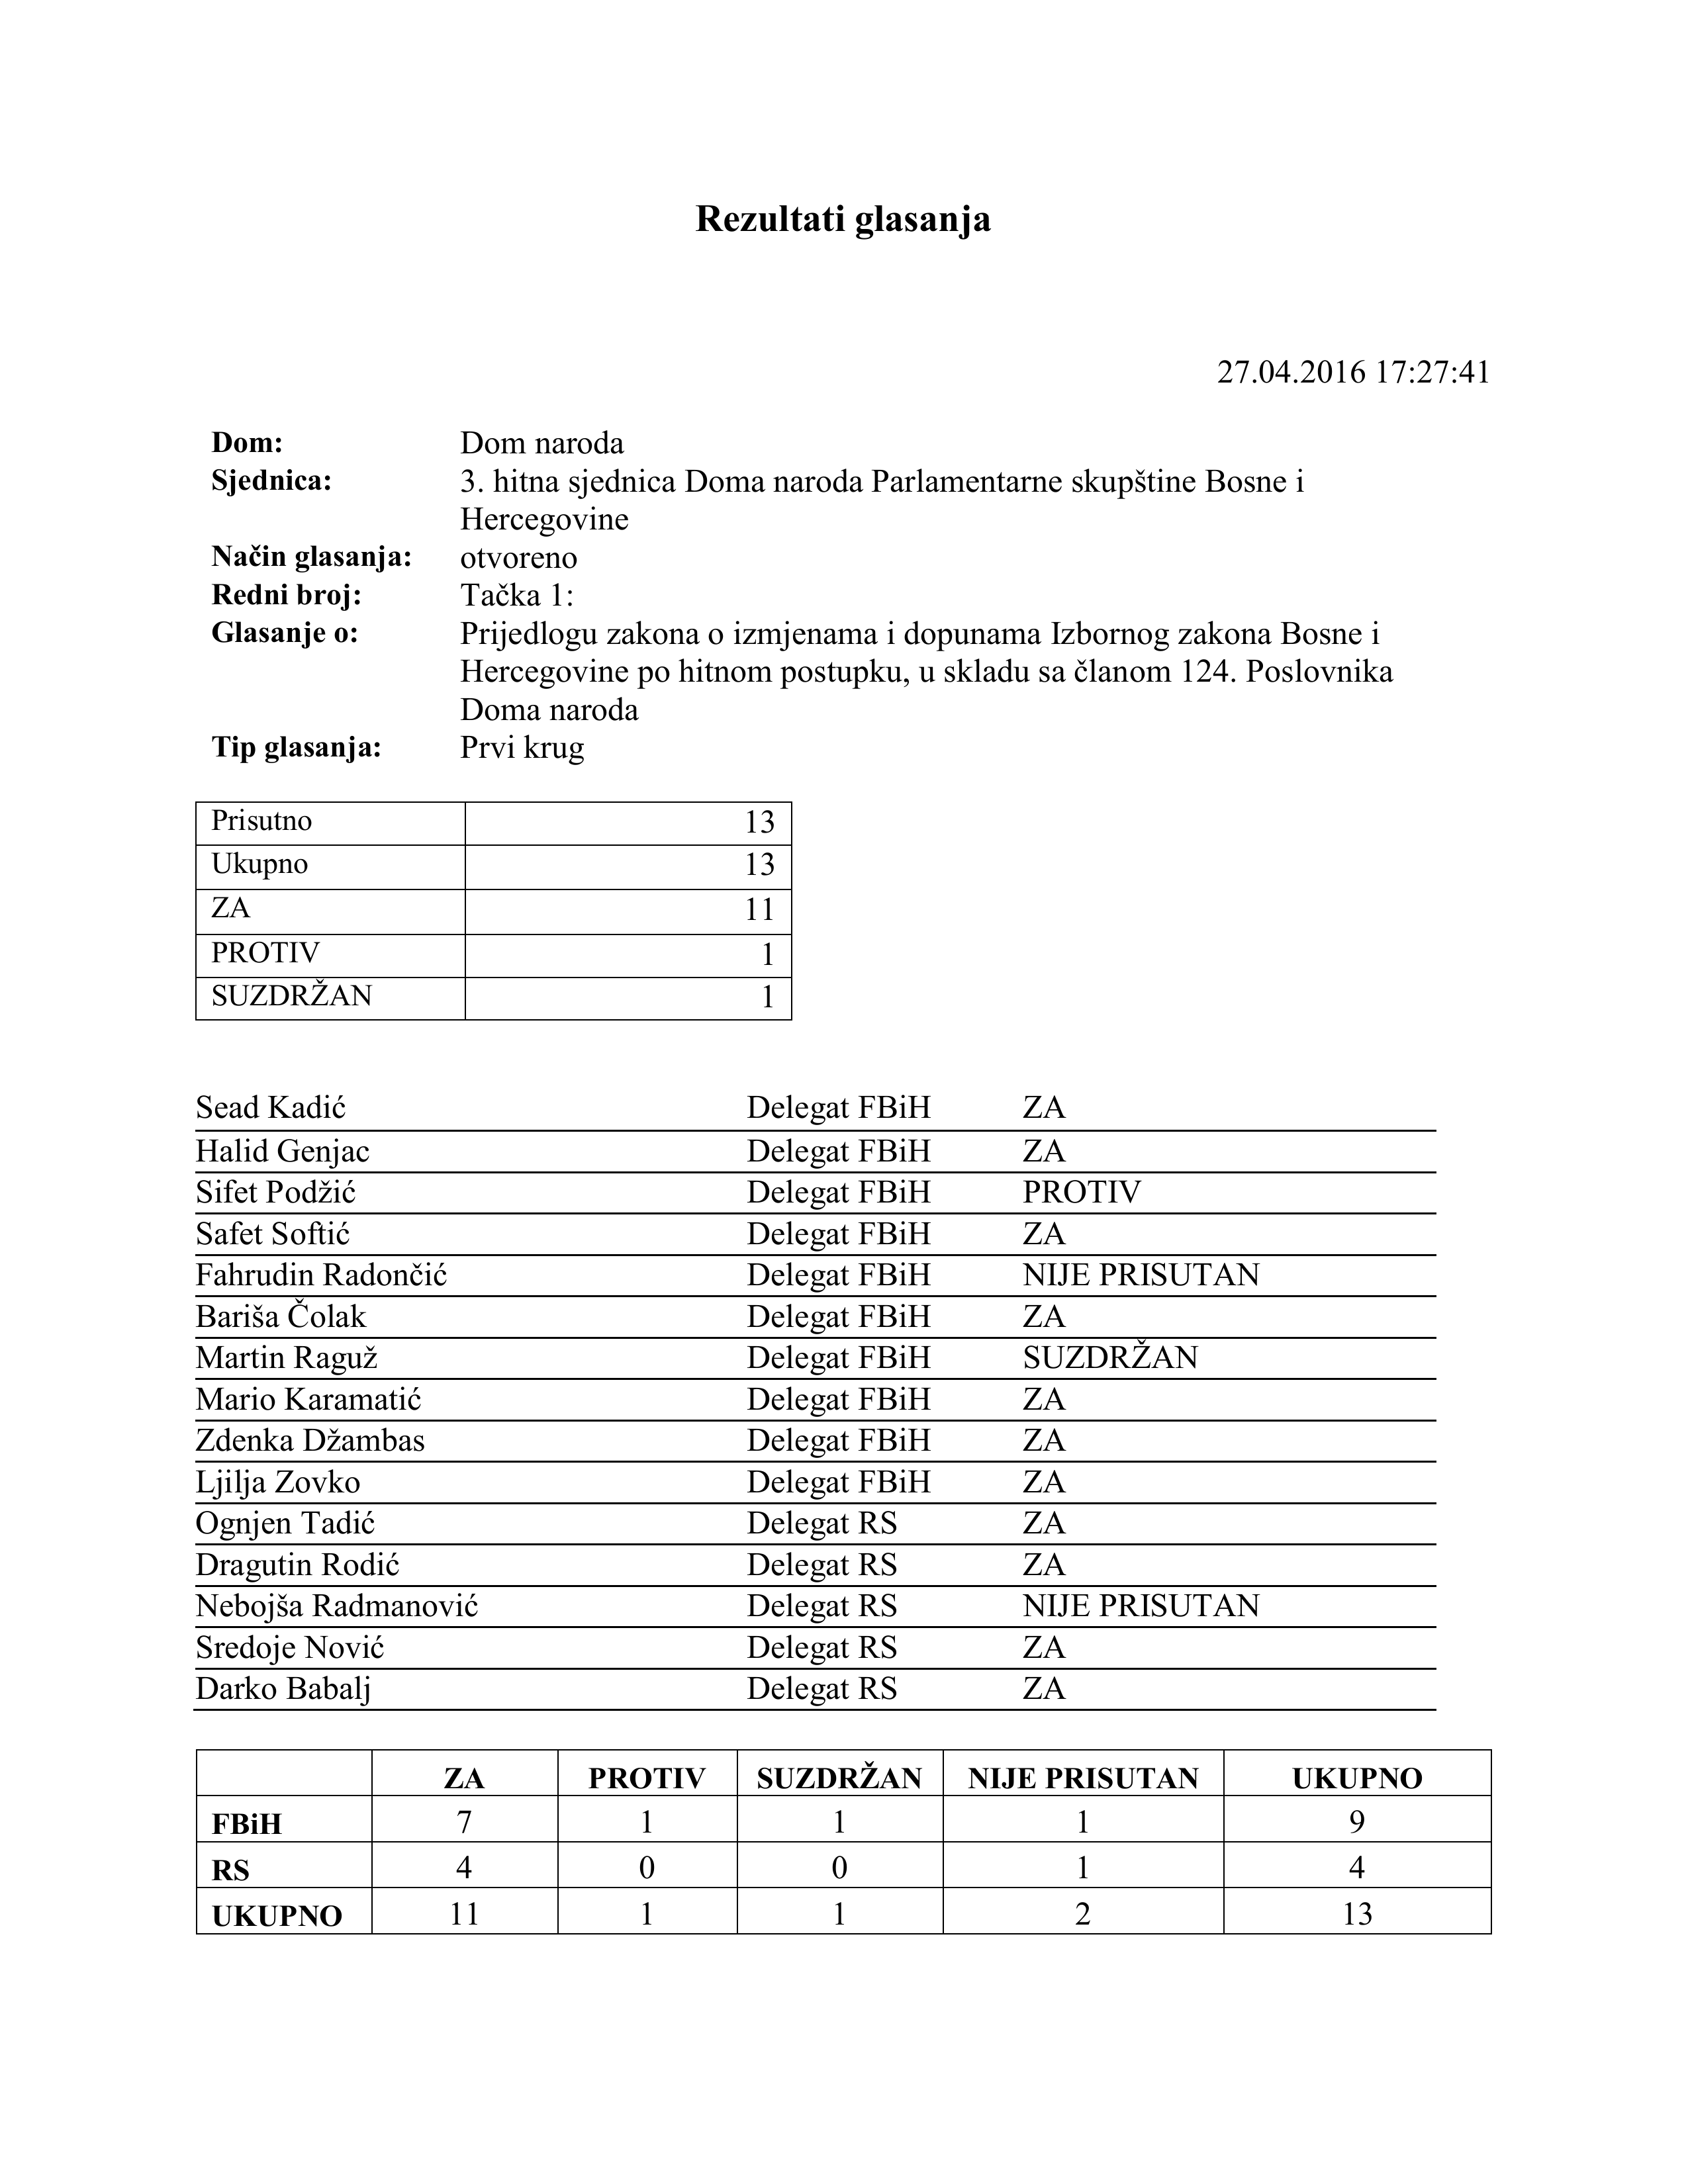 Rezultati glasanja
27.04.2016 17:27:41
Dom: Dom naroda
Sjednica: 3. hitna sjednica Doma naroda Parlamentarne skupštine Bosne i
Hercegovine
Način glasanja: otvoreno
Redni broj: Tačka 1:
Glasanje o: Prijedlogu zakona o izmjenama i dopunama Izbornog zakona Bosne i
Hercegovine po hitnom postupku, u skladu sa članom 124. Poslovnika
Doma naroda
Tip glasanja: Prvi krug
Prisutno 13
Ukupno 13
ZA 11
PROTIV 1
SUZDRŽAN 1
Sead Kadić Delegat FBiH ZA
Halid Genjac Delegat FBiH ZA
Sifet Podžić Delegat FBiH PROTIV
Safet Softić Delegat FBiH ZA
Fahrudin Radončić Delegat FBiH NIJE PRISUTAN
Bariša Čolak Delegat FBiH ZA
Martin Raguž Delegat FBiH SUZDRŽAN
Mario Karamatić Delegat FBiH ZA
Zdenka Džambas Delegat FBiH ZA
Ljilja Zovko Delegat FBiH ZA
Ognjen Tadić Delegat RS ZA
Dragutin Rodić Delegat RS ZA
Nebojša Radmanović Delegat RS NIJE PRISUTAN
Sredoje Nović Delegat RS ZA
Darko Babalj Delegat RS ZA
ZA PROTIV SUZDRŽAN NIJE PRISUTAN UKUPNO
FBiH 7 1 1 1 9
RS 4 0 0 1 4
UKUPNO 11 1 1 2 13